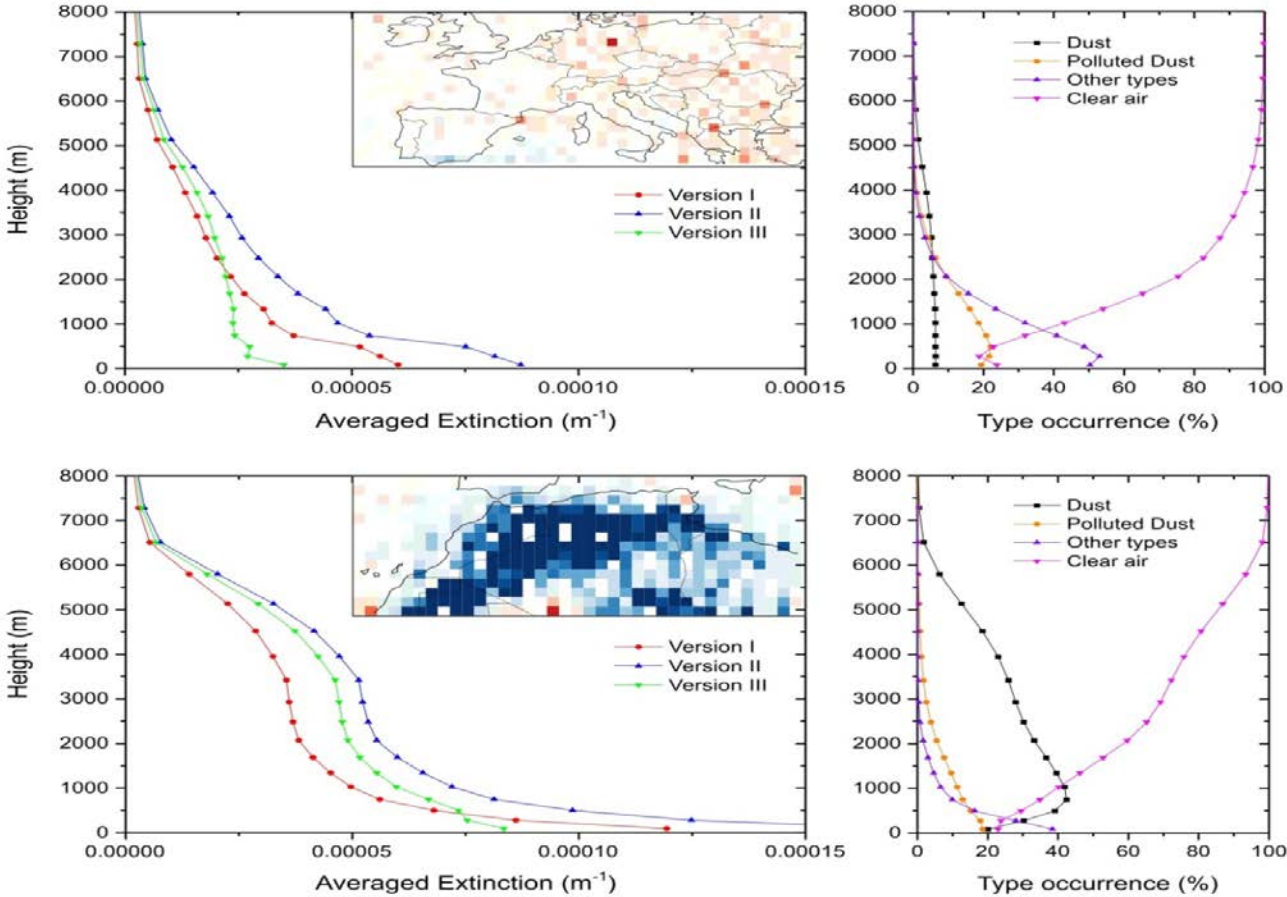 8000
7000
6000
5000
4000
3000
2000
1000
0
Height (m)
Version I
Version II
Version III
0.00000
0.00005
0.00010
0.00015
Averaged Extinction (m⁻¹)
8000
7000
6000
5000
4000
3000
2000
1000
0
Dust
Polluted Dust
Other types
Clear air
0
20
40
60
80
100
Type occurrence (%)
8000
7000
6000
5000
4000
3000
2000
1000
0
Height (m)
Version I
Version II
Version III
0.00000
0.00005
0.00010
0.00015
Averaged Extinction (m⁻¹)
8000
7000
6000
5000
4000
3000
2000
1000
0
Dust
Polluted Dust
Other types
Clear air
0
20
40
60
80
100
Type occurrence (%)